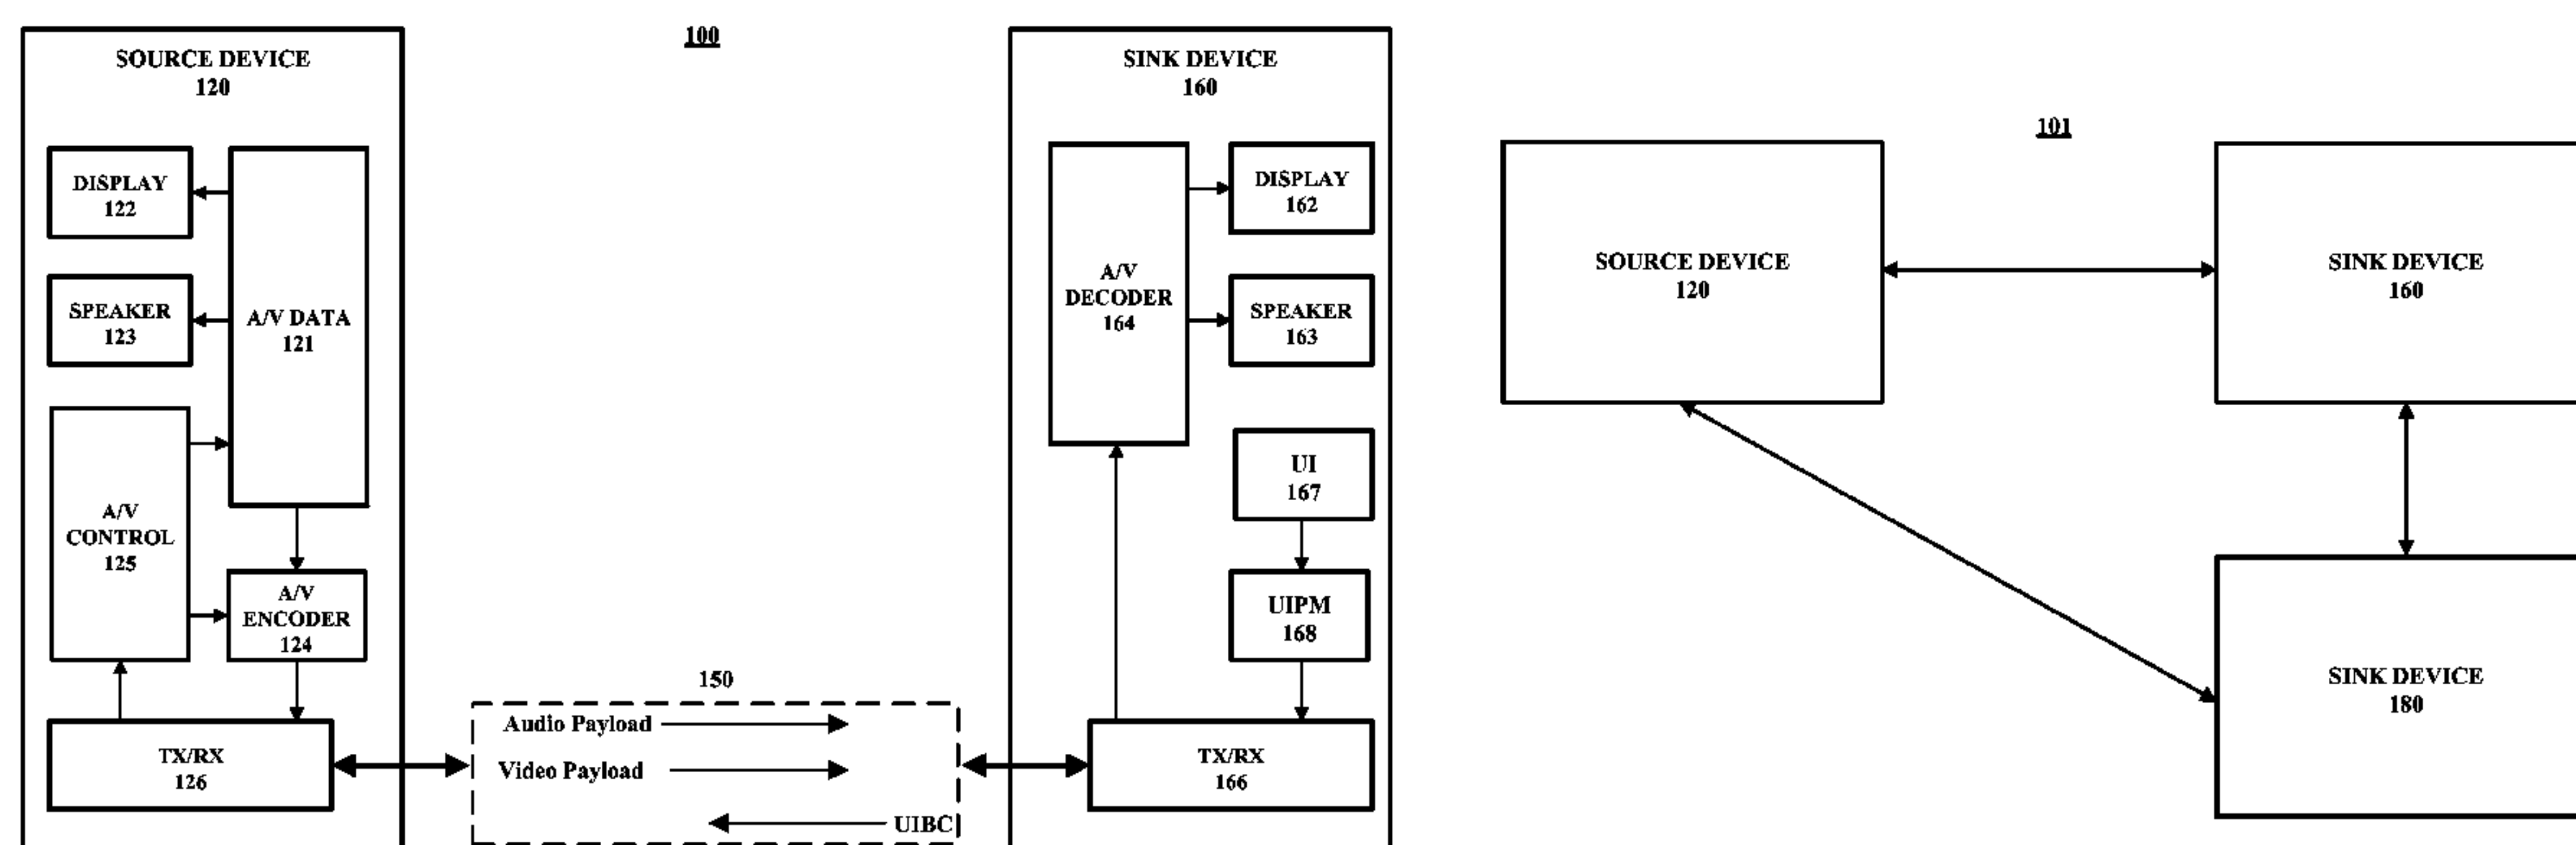 100
SOURCE DEVICE
120
DISPLAY
122
SPEAKER
123
A/V DATA
121
A/V
CONTROL
125
A/V
ENCODER
124
TX/RX
126
150
Audio Payload
Video Payload
UIBC
SINK DEVICE
160
A/V
DECODER
164
DISPLAY
162
SPEAKER
163
UI
167
UIPM
168
TX/RX
166
101
SOURCE DEVICE
120
SINK DEVICE
160
SINK DEVICE
180